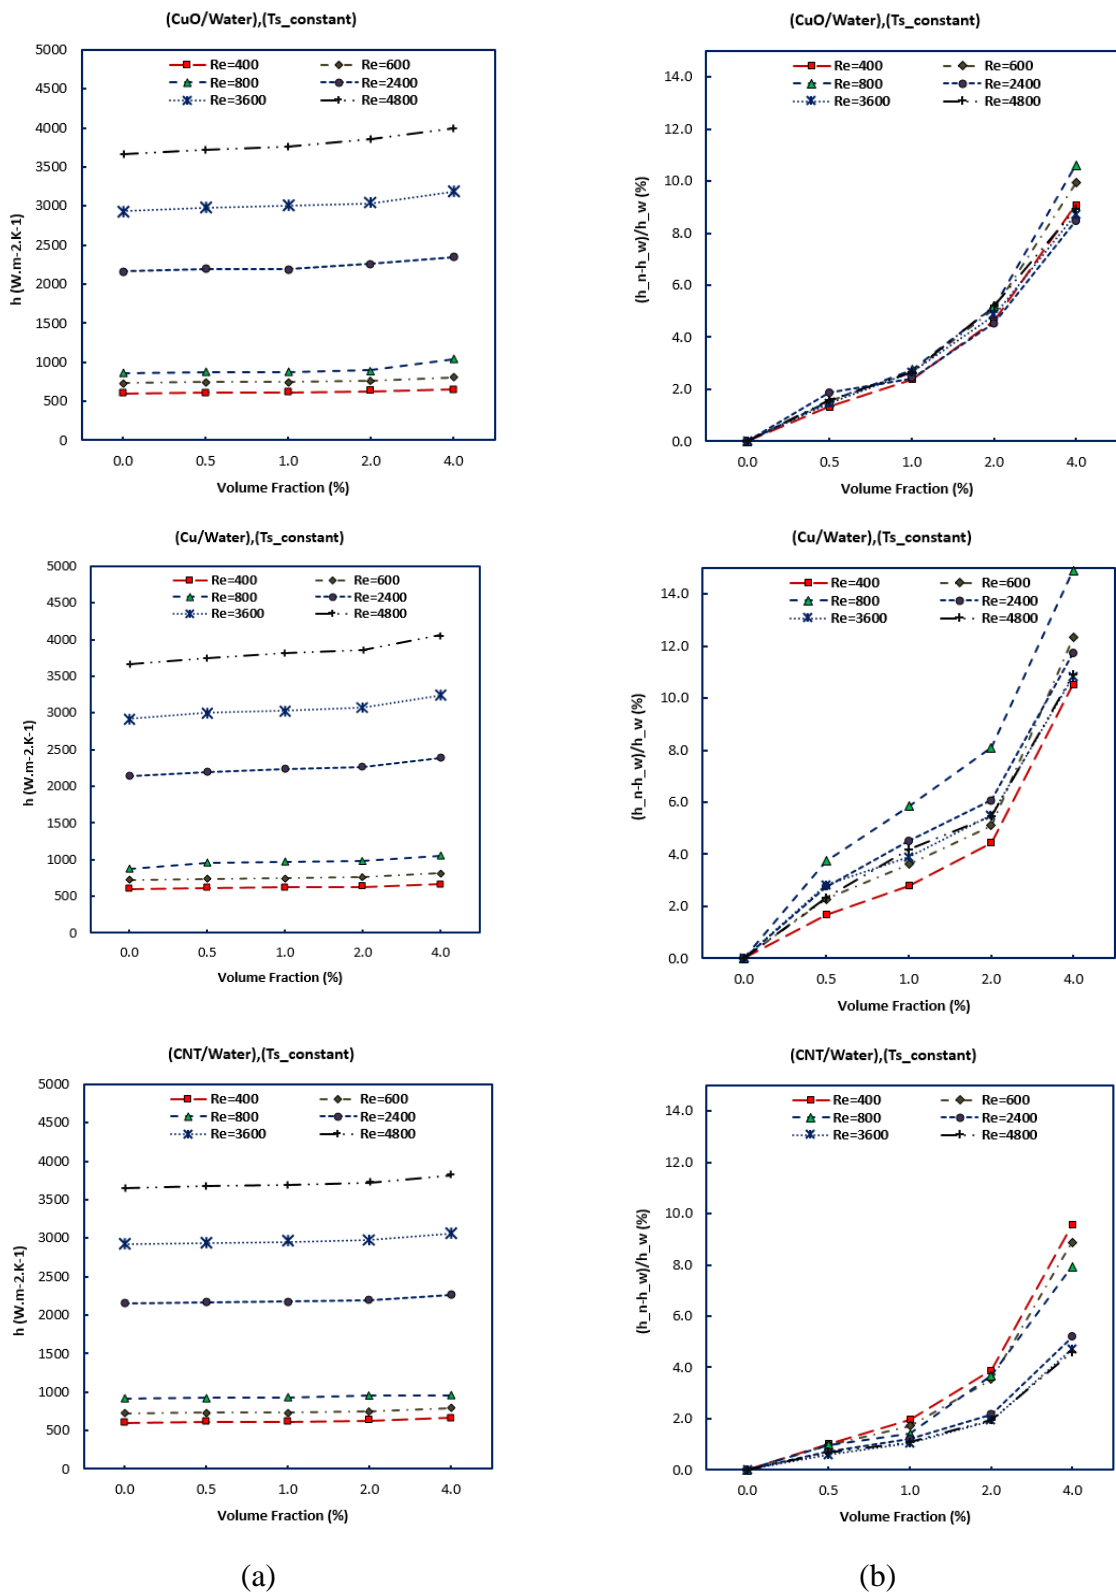 (CuO/Water),(Ts_constant)
5000
4500
4000
3500
3000
2500
2000
1500
1000
500
0
h (W.m-2.K-1)
Re=400 Re=600
Re=800 Re=2400
Re=3600 Re=4800
0.0 0.5 1.0 2.0 4.0
Volume Fraction (%)
(CuO/Water),(Ts_constant)
14.0
12.0
10.0
8.0
6.0
4.0
2.0
0.0
(h_n-h_w)/h_w (%)
Re=400 Re=600
Re=800 Re=2400
Re=3600 Re=4800
0.0 0.5 1.0 2.0 4.0
Volume Fraction (%)
(Cu/Water),(Ts_constant)
5000
4500
4000
3500
3000
2500
2000
1500
1000
500
0
h (W.m-2.K-1)
Re=400 Re=600
Re=800 Re=2400
Re=3600 Re=4800
0.0 0.5 1.0 2.0 4.0
Volume Fraction (%)
(Cu/Water),(Ts_constant)
14.0
12.0
10.0
8.0
6.0
4.0
2.0
0.0
(h_n-h_w)/h_w (%)
Re=400 Re=600
Re=800 Re=2400
Re=3600 Re=4800
0.0 0.5 1.0 2.0 4.0
Volume Fraction (%)
(CNT/Water),(Ts_constant)
5000
4500
4000
3500
3000
2500
2000
1500
1000
500
0
h (W.m-2.K-1)
Re=400 Re=600
Re=800 Re=2400
Re=3600 Re=4800
0.0 0.5 1.0 2.0 4.0
Volume Fraction (%)
(CNT/Water),(Ts_constant)
14.0
12.0
10.0
8.0
6.0
4.0
2.0
0.0
(h_n-h_w)/h_w (%)
Re=400 Re=600
Re=800 Re=2400
Re=3600 Re=4800
0.0 0.5 1.0 2.0 4.0
Volume Fraction (%)
(a) (b)